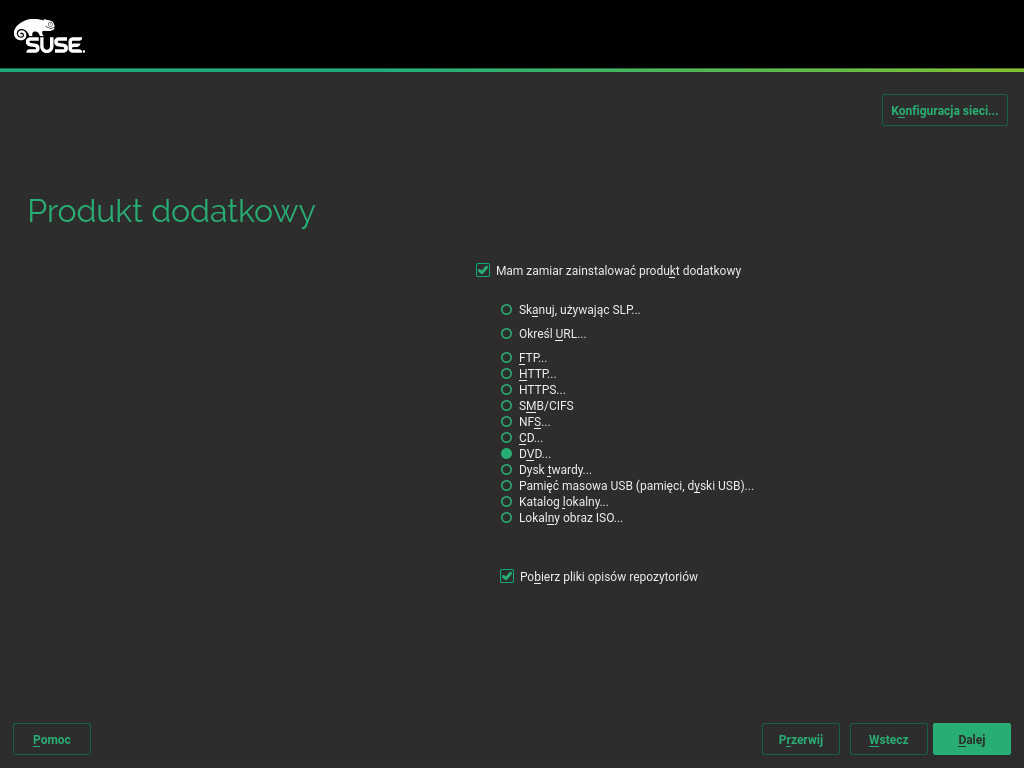 SUSE.
Konfiguracja sieci...
Produkt dodatkowy
Mam zamiar zainstalować produkt dodatkowy
Skanuj, używając SLP...
Określ URL...
FTP...
HTTP...
HTTPS...
SMB/CIFS
NFS...
CD...
DVD...
Dysk twardy...
Pamięć masowa USB (pamięci, dyski USB)...
Katalog lokalny...
Lokalny obraz ISO...
Pobierz pliki opisów repozytoriów
Pomoc
Przerwij
Wstecz
Dalej